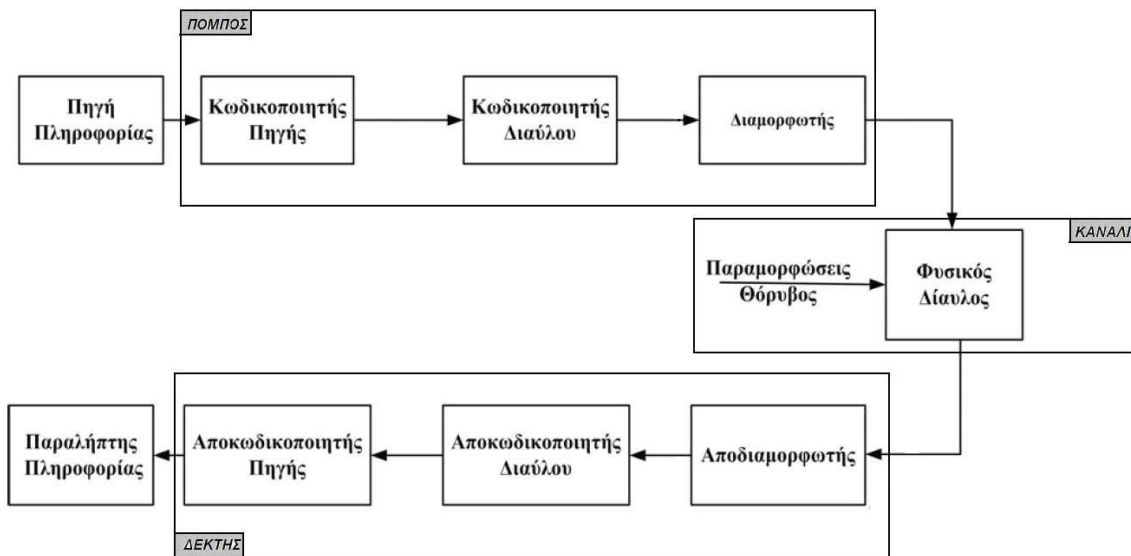 ΠΟΜΠΟΣ
Πηγή
Πληροφορίας
Κωδικοποιητής
Πηγής
Κωδικοποιητής
Διαύλου
Διαμορφωτής
ΚΑΝΑΛΙ
Παραμορφώσεις
Θόρυβος
Φυσικός
Δίαυλος
Παραλήπτης
Πληροφορίας
Αποκωδικοποιητής
Πηγής
Αποκωδικοποιητής
Διαύλου
Αποδιαμορφωτής
ΔΕΚΤΗΣ